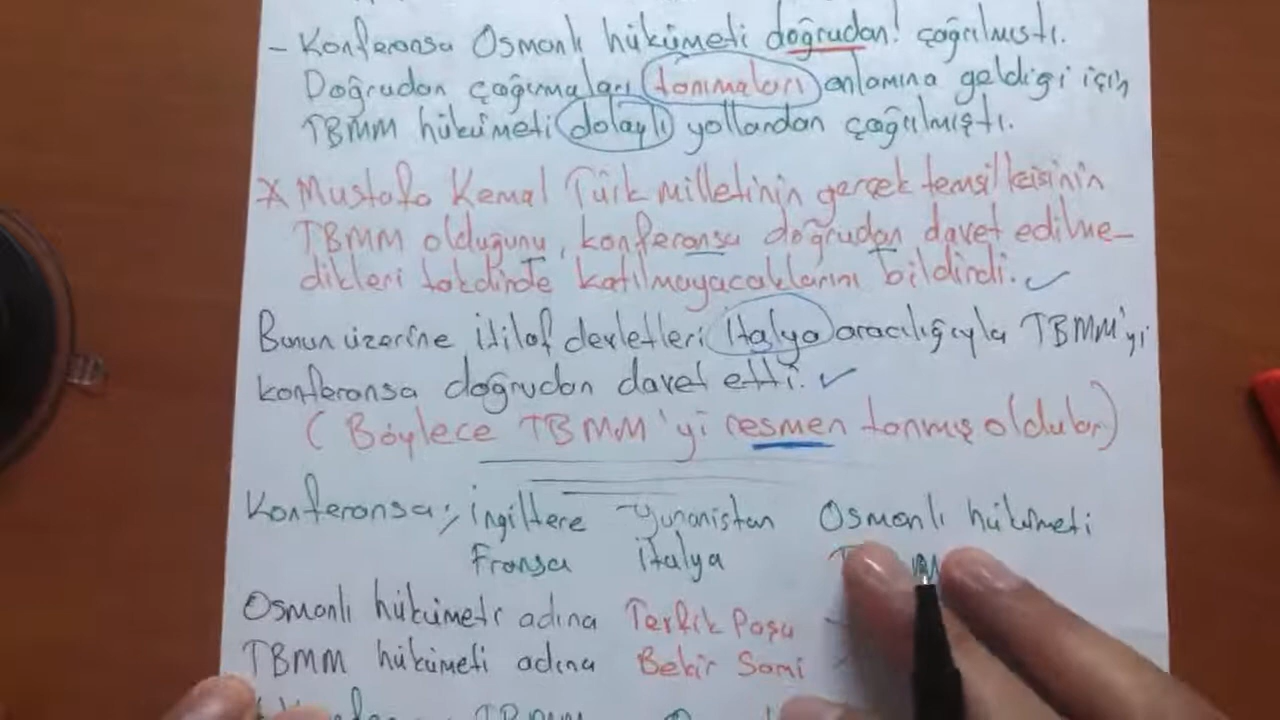 - Konferansa Osmanlı hükümeti doğrudan! çağrılmıştı.
Doğrudan çağırmaları tanımaları anlamına geldiği için
TBMM hükümeti dolaylı yollardan çağrılmıştı.
* Mustafa Kemal Türk milletinin gerçek temsilcisinin
TBMM olduğunu, konferansa doğrudan davet edilme-
dikleri takdirde katılmayacaklarını bildirdi. ✓
Bunun üzerine itilaf devletleri İtalya aracılığıyla TBMM'yi
konferansa doğrudan davet etti. ✓
( Böylece TBMM'yi resmen tanımış oldular)
Konferansa; İngiltere Yunanistan Osmanlı hükümeti
Fransa İtalya
Osmanlı hükümeti adına Tevfik Paşa
TBMM hükümeti adına Bekir Sami
TBMM